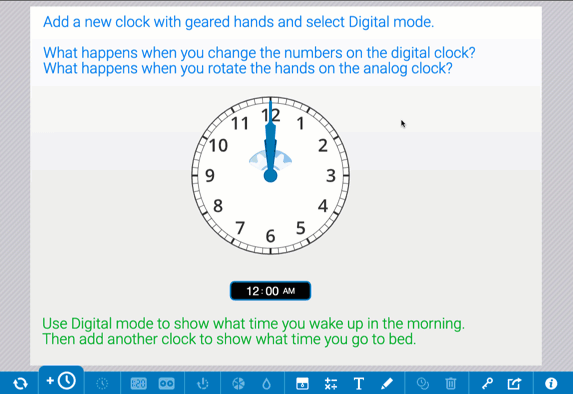 Add a new clock with geared hands and select Digital mode.
What happens when you change the numbers on the digital clock?
What happens when you rotate the hands on the analog clock?
12
11
1
10
2
9
3
8
4
7
5
6
12:00 AM
Use Digital mode to show what time you wake up in the morning.
Then add another clock to show what time you go to bed.
T